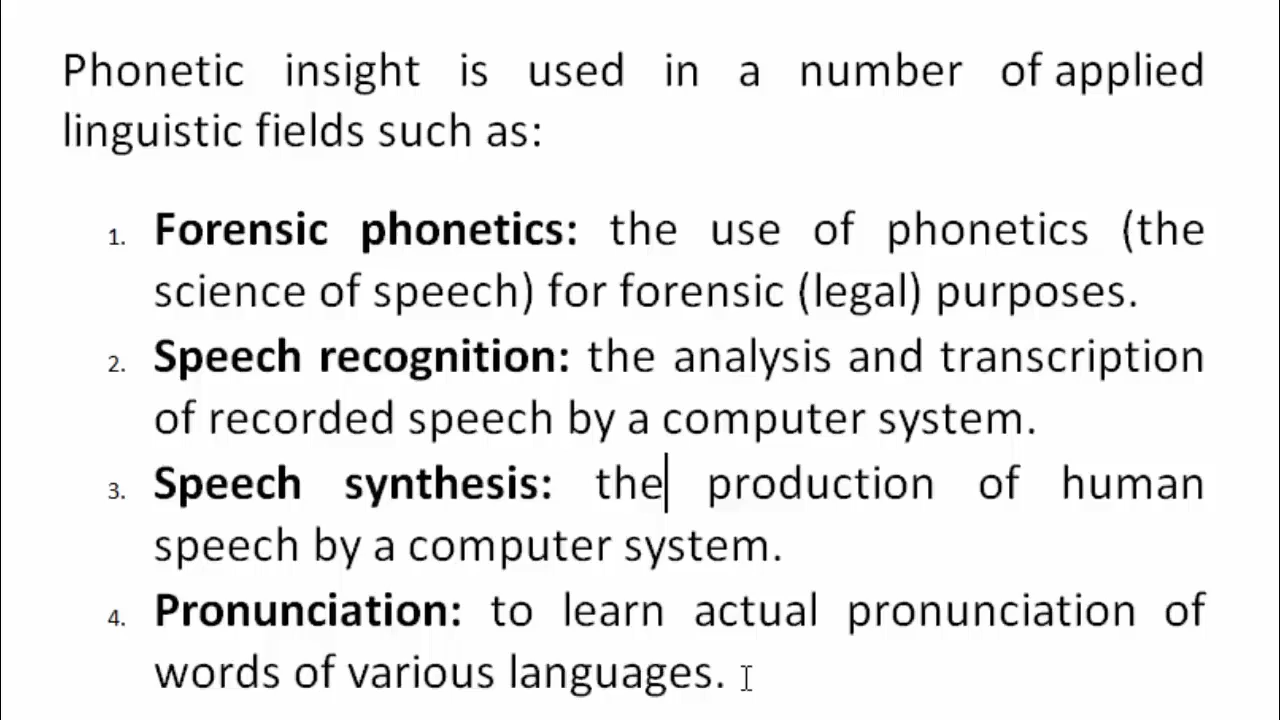 Phonetic insight is used in a number of applied
linguistic fields such as:
1. Forensic phonetics: the use of phonetics (the
science of speech) for forensic (legal) purposes.
2. Speech recognition: the analysis and transcription
of recorded speech by a computer system.
3. Speech synthesis: the production of human
speech by a computer system.
4. Pronunciation: to learn actual pronunciation of
words of various languages.